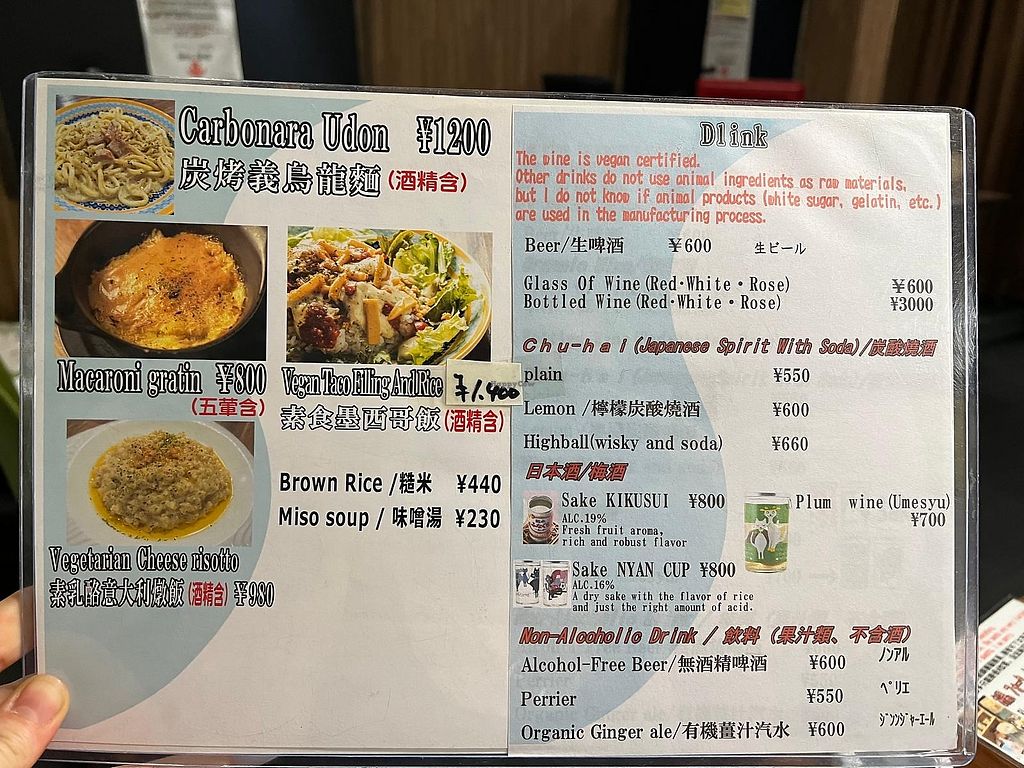 Carbonara Udon ¥1200
炭烤義烏龍麵(酒精含)
Macaroni gratin ¥800
(五葷含)
Vegan Taco Filling And Rice ¥1.400
素食墨西哥飯(酒精含)
Brown Rice /糙米 ¥440
Miso soup / 味噌湯 ¥230
Vegetarian Cheese risotto
素乳酪意大利燉飯(酒精含) ¥980
Dlink
The wine is vegan certified.
Other drinks do not use animal ingredients as raw materials,
but I do not know if animal products (white sugar, gelatin, etc.)
are used in the manufacturing process.
Beer/生啤酒 ¥600 生ビール
Glass Of Wine(Red･White・Rose) ¥600
Bottled Wine(Red･White・Rose) ¥3000
Chu-hai(Japanese Spirit With Soda)/炭酸燒酒
plain ¥550
Lemon /檸檬炭酸燒酒 ¥600
Highball(wisky and soda) ¥660
日本酒/梅酒
Sake KIKUSUI ¥800
ALC.19%
Fresh fruit aroma,
rich and robust flavor
Plum wine(Umesyu)
¥700
Sake NYAN CUP ¥800
ALC.16%
A dry sake with the flavor of rice
and just the right amount of acid.
Non-Alcoholic Drink / 飲料 (果汁類、不含酒)
Alcohol-Free Beer/無酒精啤酒 ¥600 ノンアル
Perrier ¥550 ペリエ
Organic Ginger ale/有機薑汁汽水 ¥600 ジンジャーエール